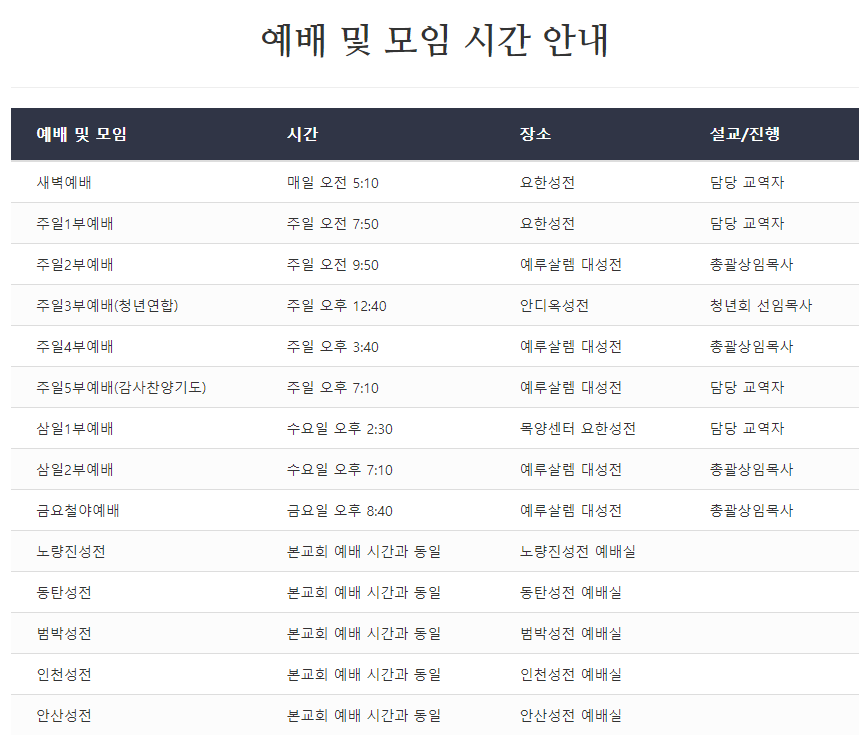 예배 및 모임 시간 안내
예배 및 모임 시간 장소 설교/진행
새벽예배 매일 오전 5:10 요한성전 담당 교역자
주일1부예배 주일 오전 7:50 요한성전 담당 교역자
주일2부예배 주일 오전 9:50 예루살렘 대성전 총괄상임목사
주일3부예배(청년연합) 주일 오후 12:40 안디옥성전 청년회 선임목사
주일4부예배 주일 오후 3:40 예루살렘 대성전 총괄상임목사
주일5부예배(감사찬양기도) 주일 오후 7:10 예루살렘 대성전 담당 교역자
삼일1부예배 수요일 오후 2:30 목양센터 요한성전 담당 교역자
삼일2부예배 수요일 오후 7:10 예루살렘 대성전 총괄상임목사
금요철야예배 금요일 오후 8:40 예루살렘 대성전 총괄상임목사
노량진성전 본교회 예배 시간과 동일 노량진성전 예배실
동탄성전 본교회 예배 시간과 동일 동탄성전 예배실
범박성전 본교회 예배 시간과 동일 범박성전 예배실
인천성전 본교회 예배 시간과 동일 인천성전 예배실
안산성전 본교회 예배 시간과 동일 안산성전 예배실